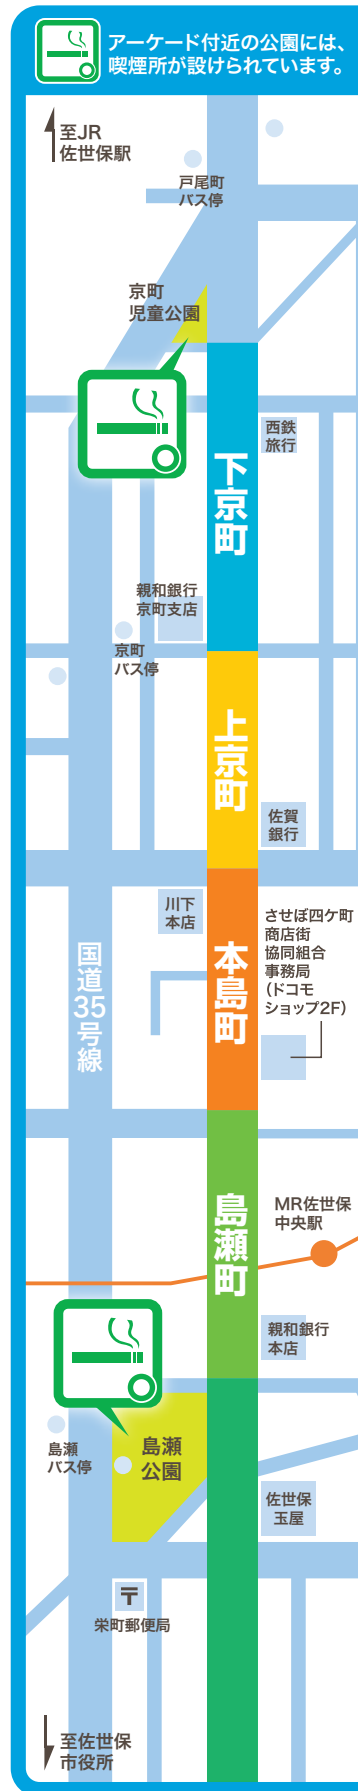 アーケード付近の公園には、
喫煙所が設けられています。
至JR
佐世保駅
戸尾町
バス停
京町
児童公園
西鉄
旅行
下京町
親和銀行
京町支店
京町
バス停
上京町
佐賀
銀行
川下
本店
させぼ四ケ町
商店街
協同組合
事務局
(ドコモ
ショップ2F)
国道35号線
本島町
島瀬町
MR佐世保
中央駅
親和銀行
本店
島瀬
バス停
島瀬
公園
佐世保
玉屋
〒
栄町郵便局
至佐世保
市役所